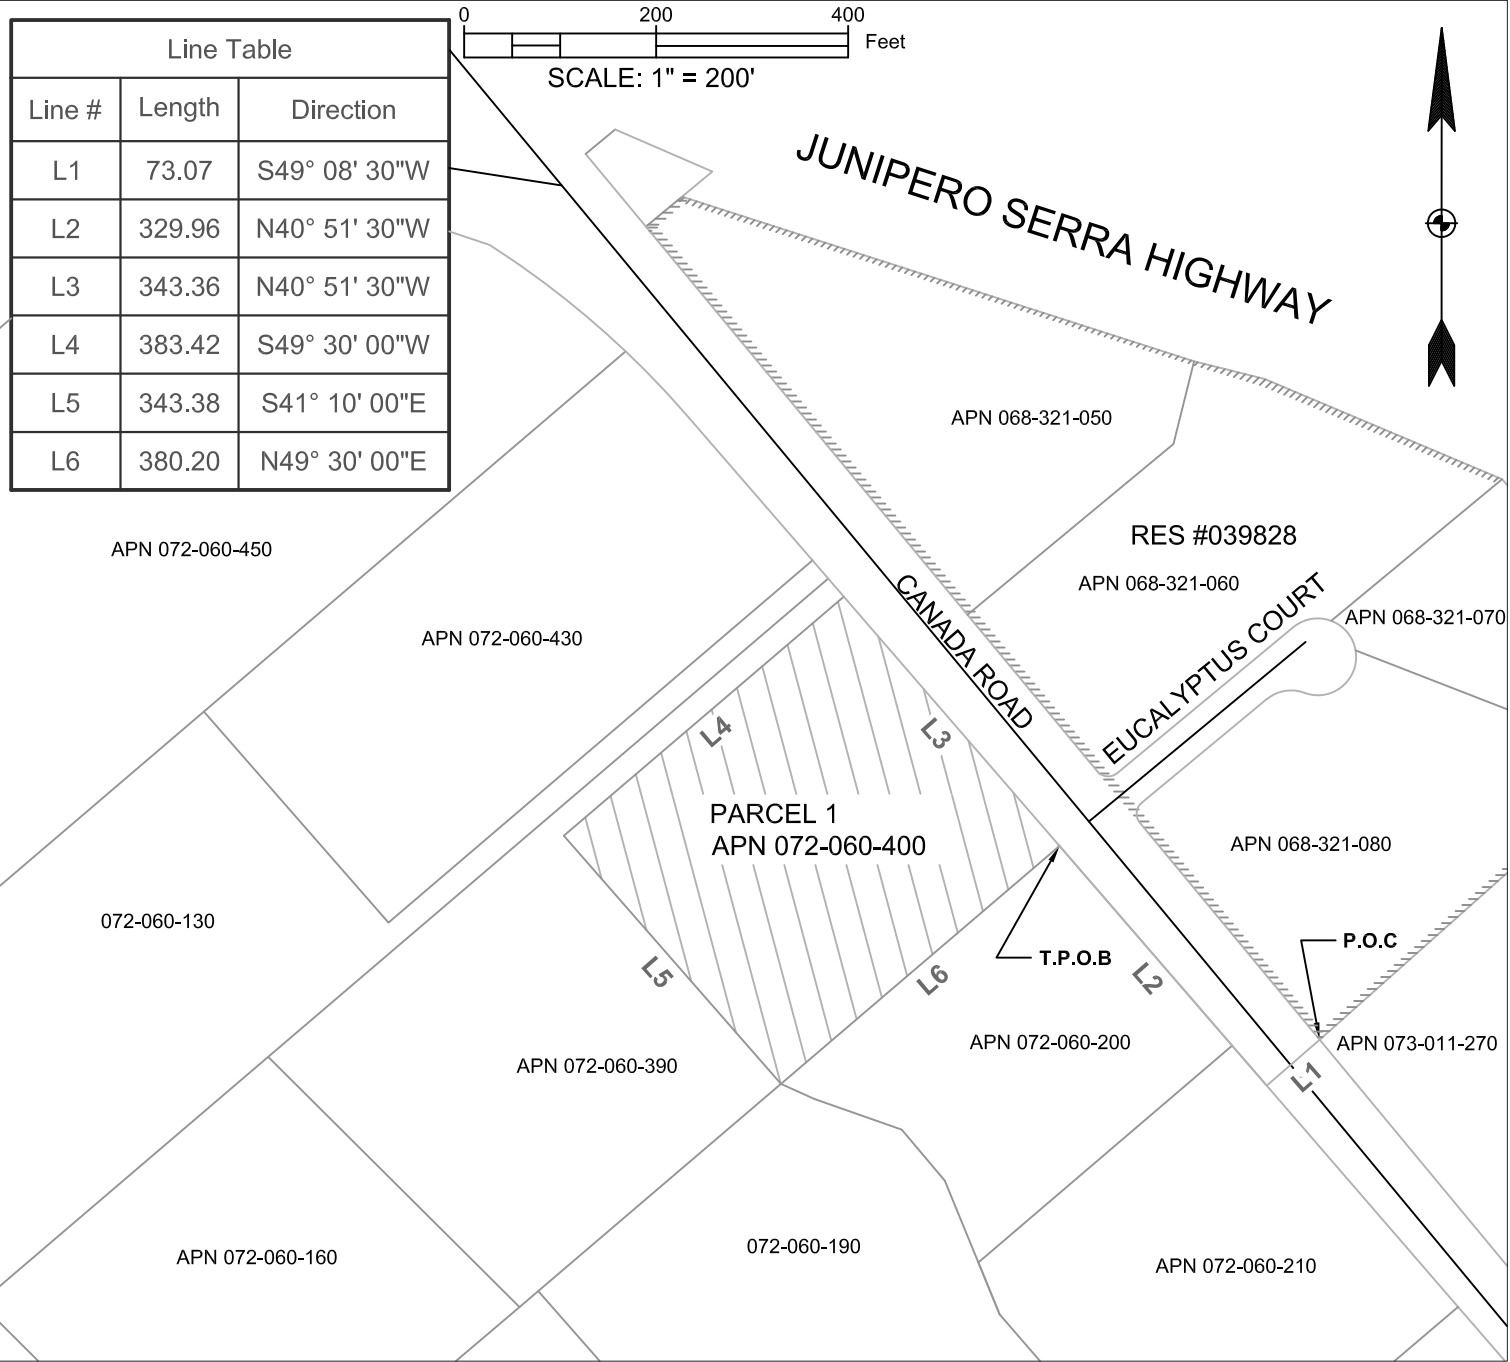 Line Table
Line # Length Direction
L1 73.07 S49° 08' 30"W
L2 329.96 N40° 51' 30"W
L3 343.36 N40° 51' 30"W
L4 383.42 S49° 30' 00"W
L5 343.38 S41° 10' 00"E
L6 380.20 N49° 30' 00"E
0 200 400
Feet
SCALE: 1" = 200'
JUNIPERO SERRA HIGHWAY
APN 068-321-050
RES #039828
APN 068-321-060
APN 068-321-070
APN 072-060-450
APN 072-060-430
CANADA ROAD
EUCALYPTUS COURT
L4
L3
PARCEL 1
APN 072-060-400
APN 068-321-080
072-060-130
P.O.C
T.P.O.B
L5
L6
L2
APN 072-060-200
APN 073-011-270
APN 072-060-390
L1
APN 072-060-160
072-060-190
APN 072-060-210